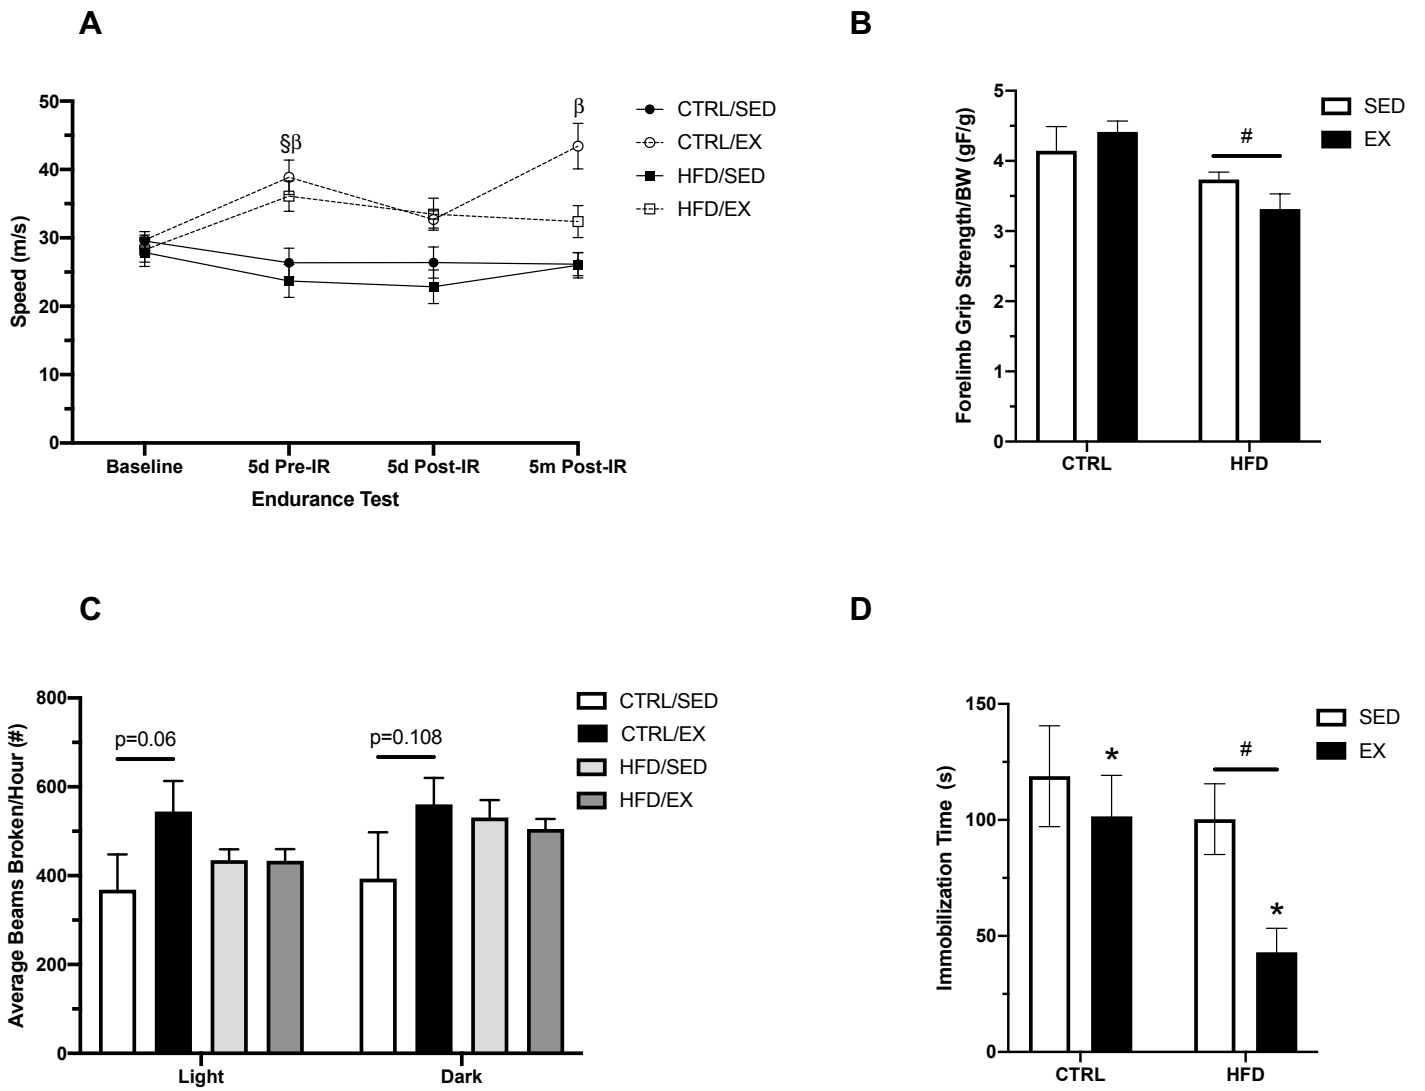 A
50
40
30
20
10
0
Speed (m/s)
§β
β
Baseline
5d Pre-IR
5d Post-IR
5m Post-IR
Endurance Test
CTRL/SED
CTRL/EX
HFD/SED
HFD/EX
B
5
4
3
2
1
0
Forelimb Grip Strength/BW (gF/g)
#
CTRL
HFD
SED
EX
C
800
600
400
200
0
Average Beams Broken/Hour (#)
p=0.06
p=0.108
Light
Dark
CTRL/SED
CTRL/EX
HFD/SED
HFD/EX
D
150
100
50
0
Immobilization Time (s)
*
#
*
CTRL
HFD
SED
EX